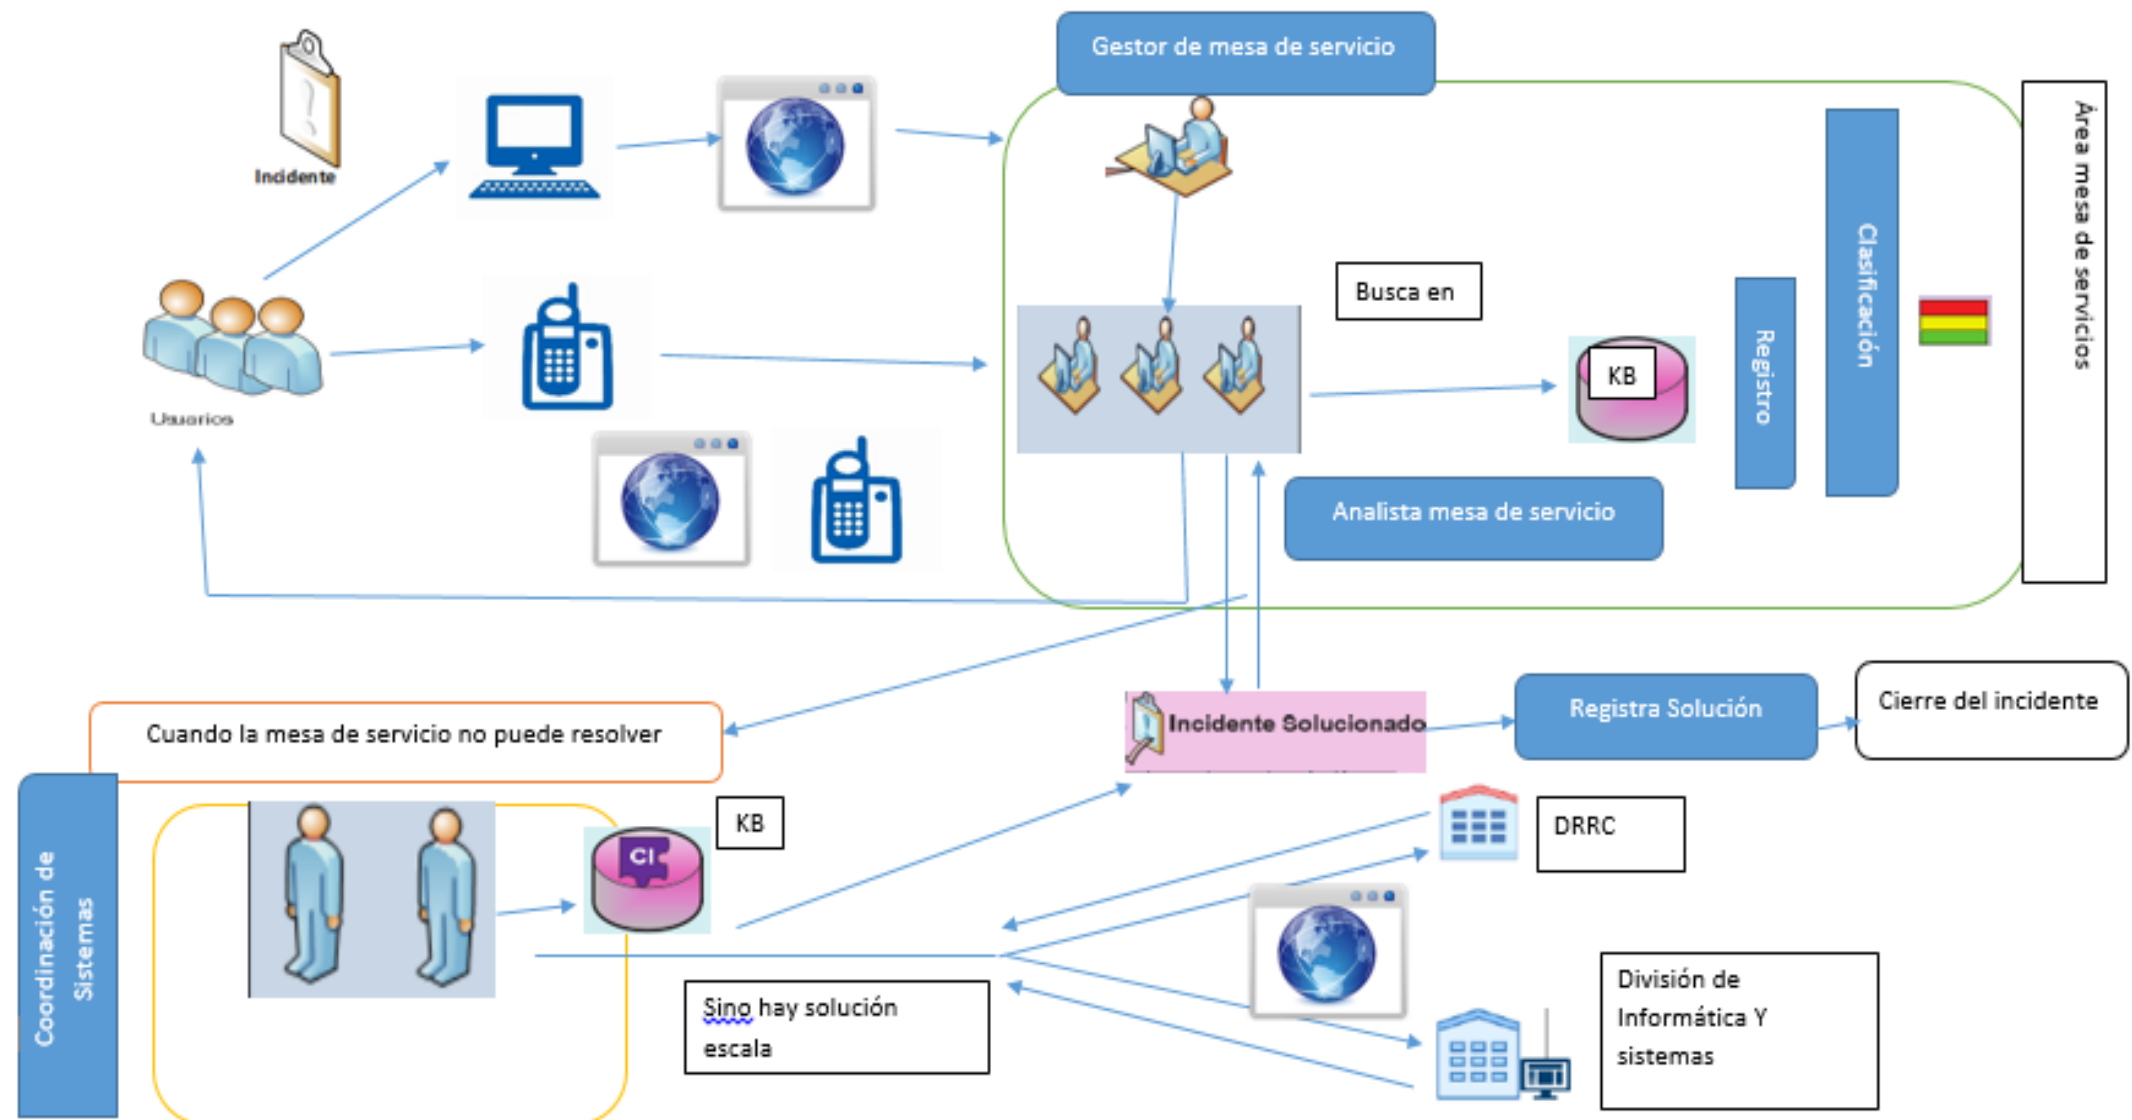 Gestor de mesa de servicio
Incidente
Área mesa de servicios
Clasificación
Busca en
Registro
KB
Usuarios
Analista mesa de servicio
Cuando la mesa de servicio no puede resolver
Incidente Solucionado
Registra Solución
Cierre del incidente
Coordinación de
Sistemas
KB
CI
DRRC
Sino hay solución
escala
División de
Informática Y
sistemas